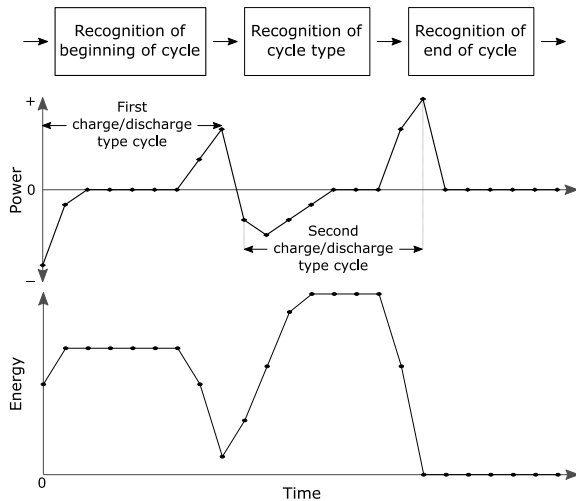 Recognition of
beginning of cycle
Recognition of
cycle type
Recognition of
end of cycle
+
First
charge/discharge
type cycle
0
Power
Second
charge/discharge
type cycle
−
Energy
0
Time